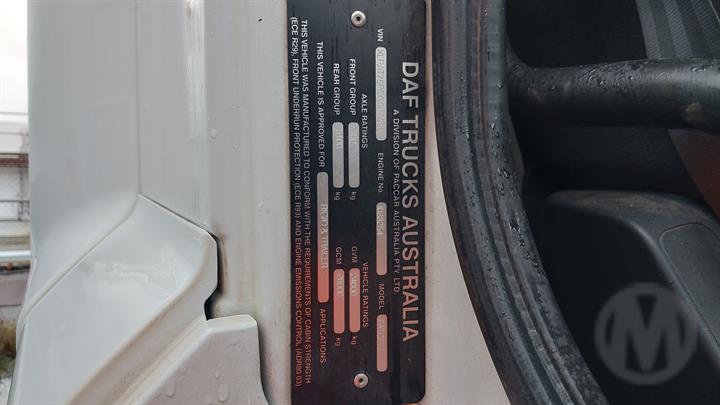 DAF TRUCKS AUSTRALIA
A DIVISION OF PACCAR AUSTRALIA PTY. LTD.
VIN ENGINE No. MODEL
AXLE RATINGS VEHICLE RATINGS
FRONT GROUP kg GVM kg
REAR GROUP kg GCM kg
THIS VEHICLE IS APPROVED FOR APPLICATIONS
THIS VEHICLE WAS MANUFACTURED TO CONFORM WITH THE REQUIREMENTS OF CABIN STRENGTH
(ECE R29), FRONT UNDERRUN PROTECTION (ECE R93) AND ENGINE EMISSIONS CONTROL (ADR80 03)
M